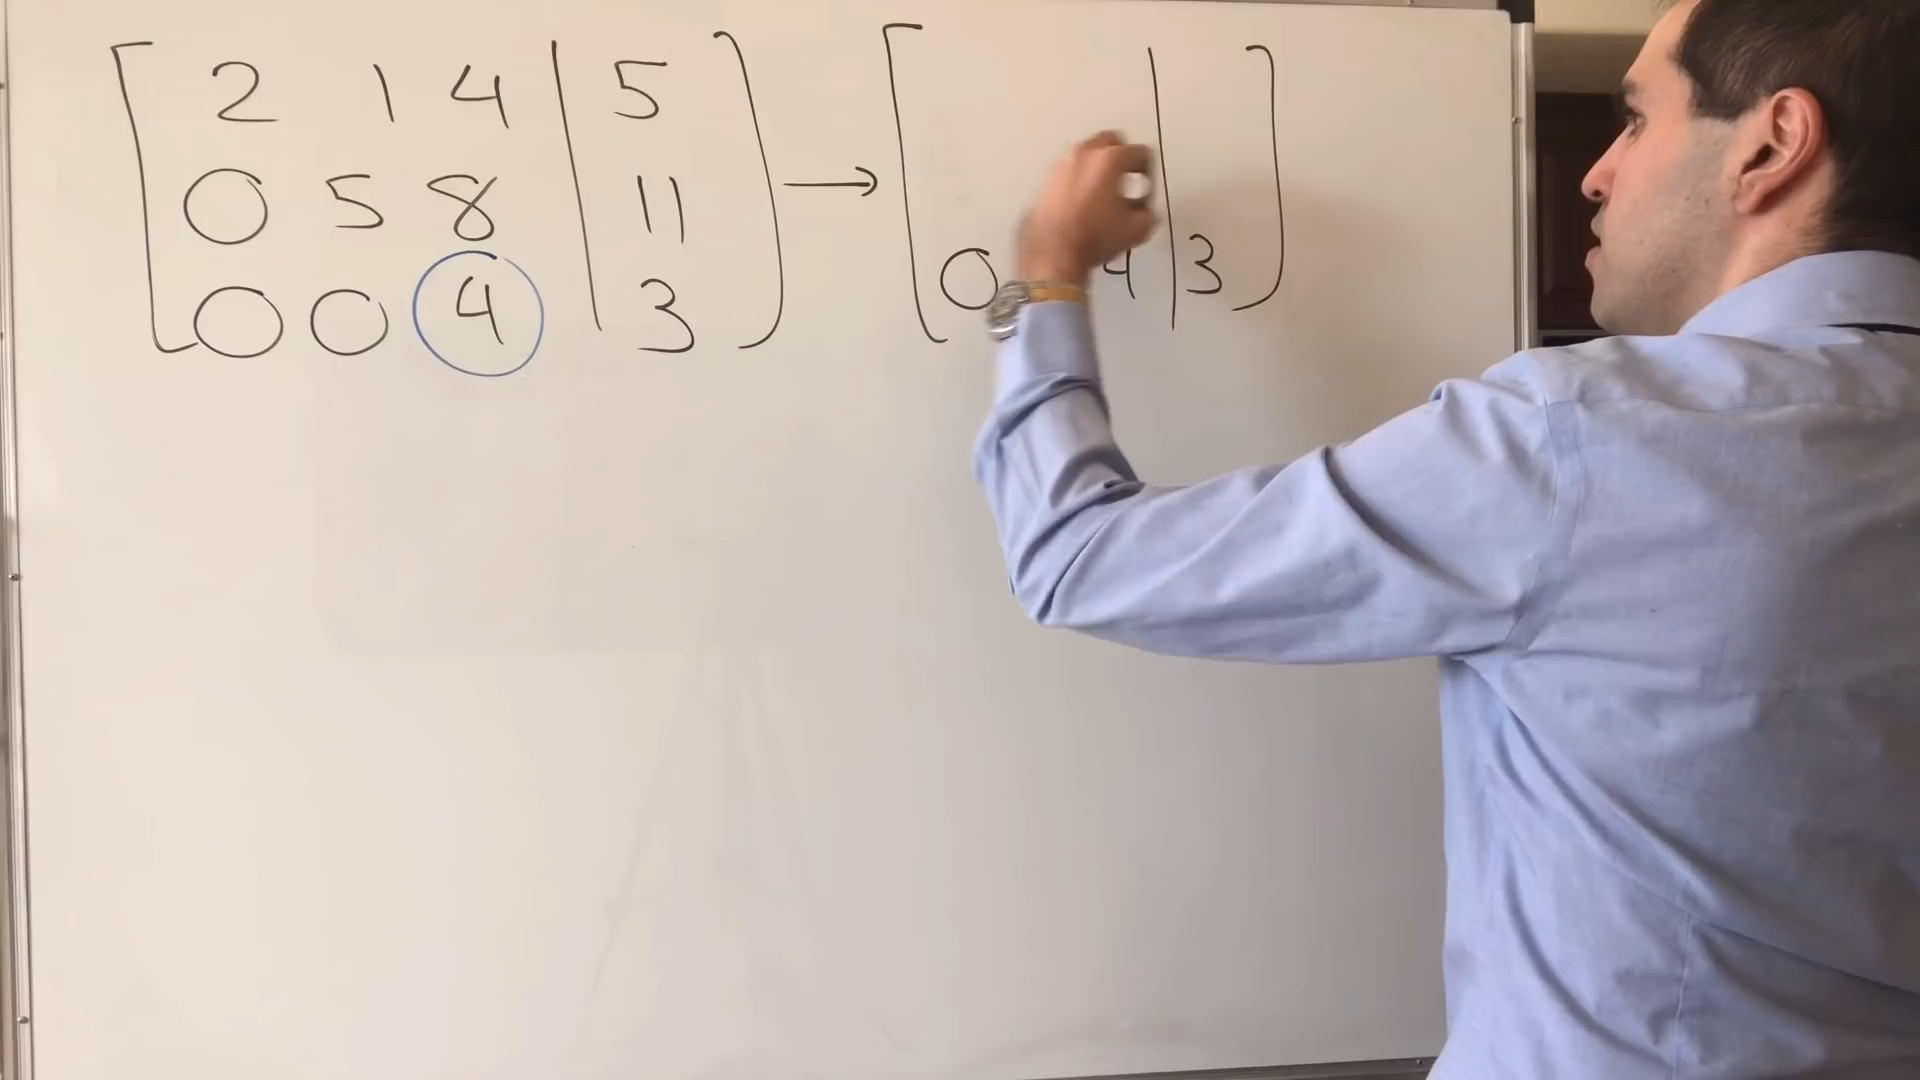 2 1 4 | 5
0 5 8 | 11 →
0 0 4 | 3
0 4 | 3